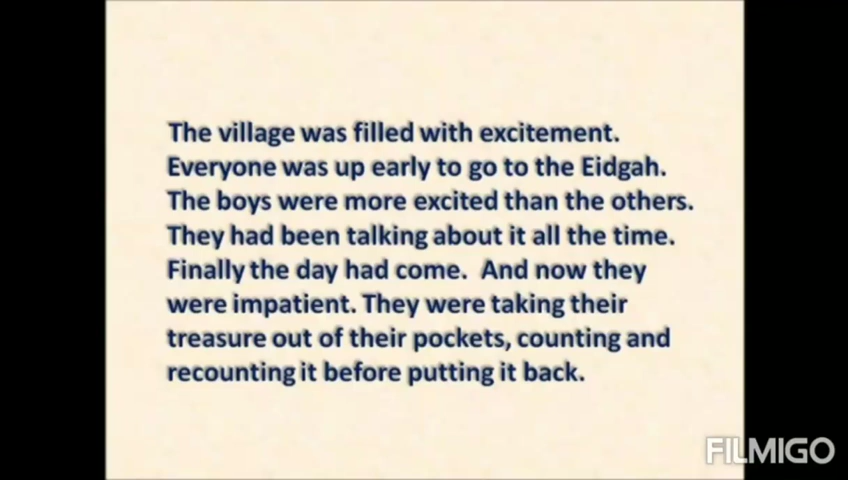 The village was filled with excitement.
Everyone was up early to go to the Eidgah.
The boys were more excited than the others.
They had been talking about it all the time.
Finally the day had come.  And now they
were impatient. They were taking their
treasure out of their pockets, counting and
recounting it before putting it back.
FILMIGO